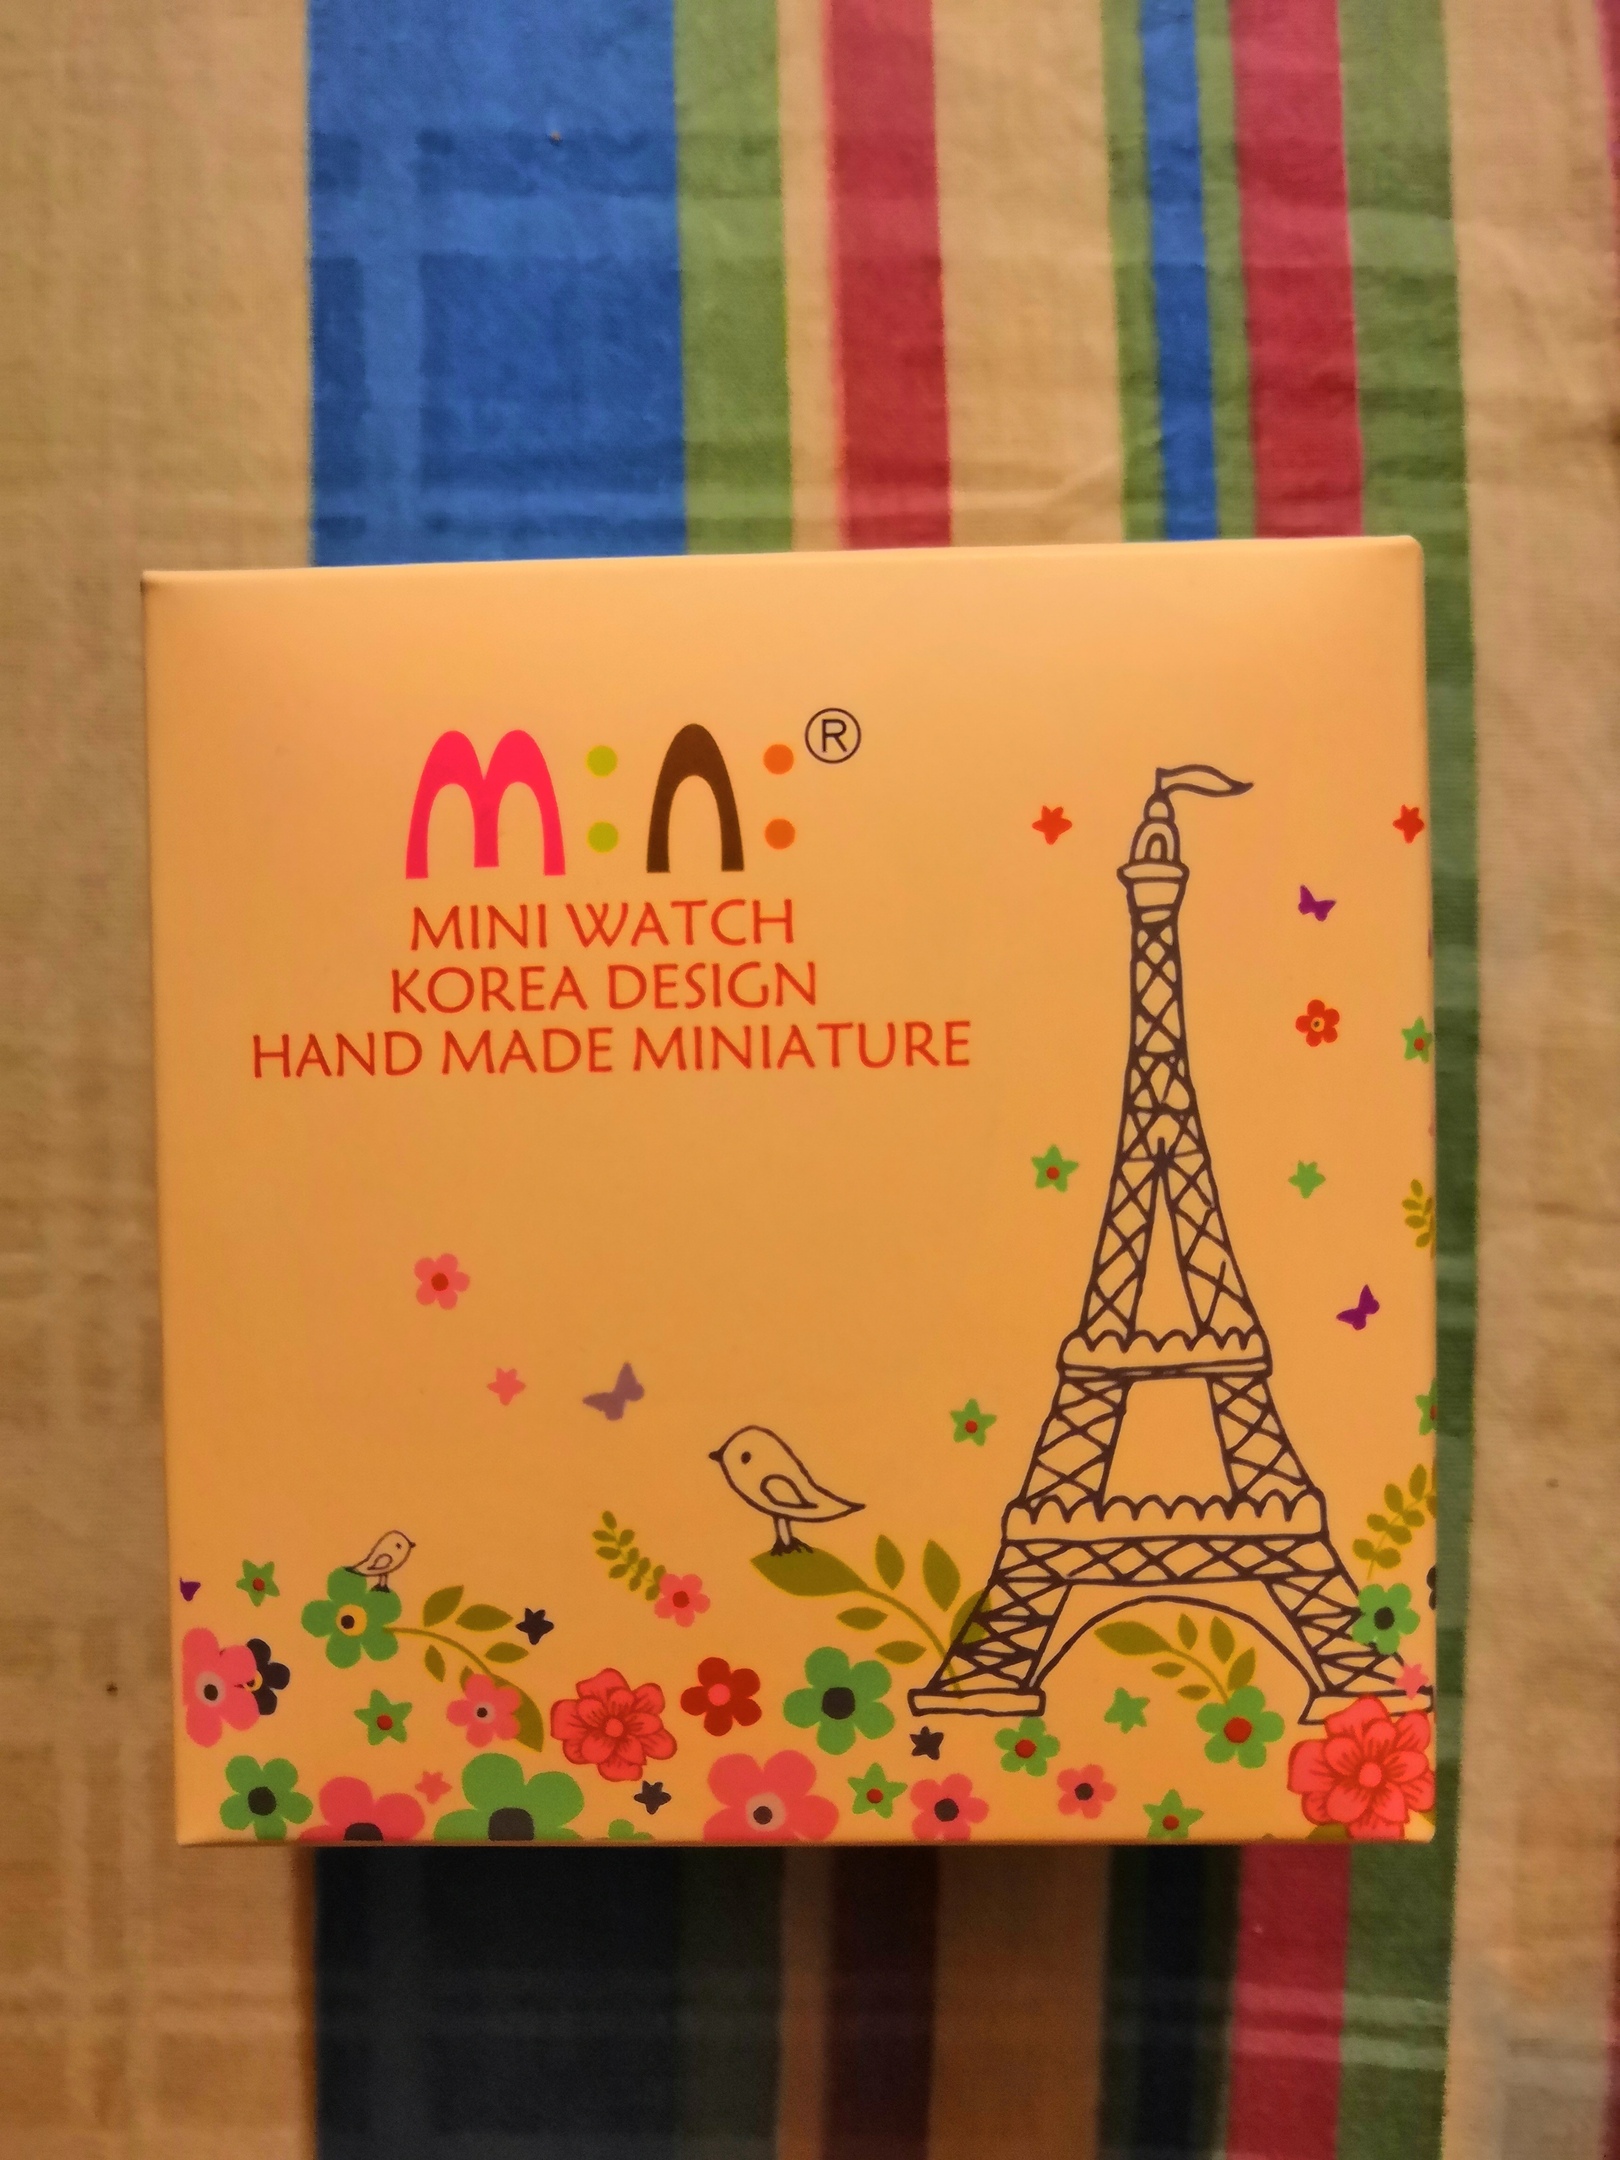 m:n:®
MINI WATCH
KOREA DESIGN
HAND MADE MINIATURE